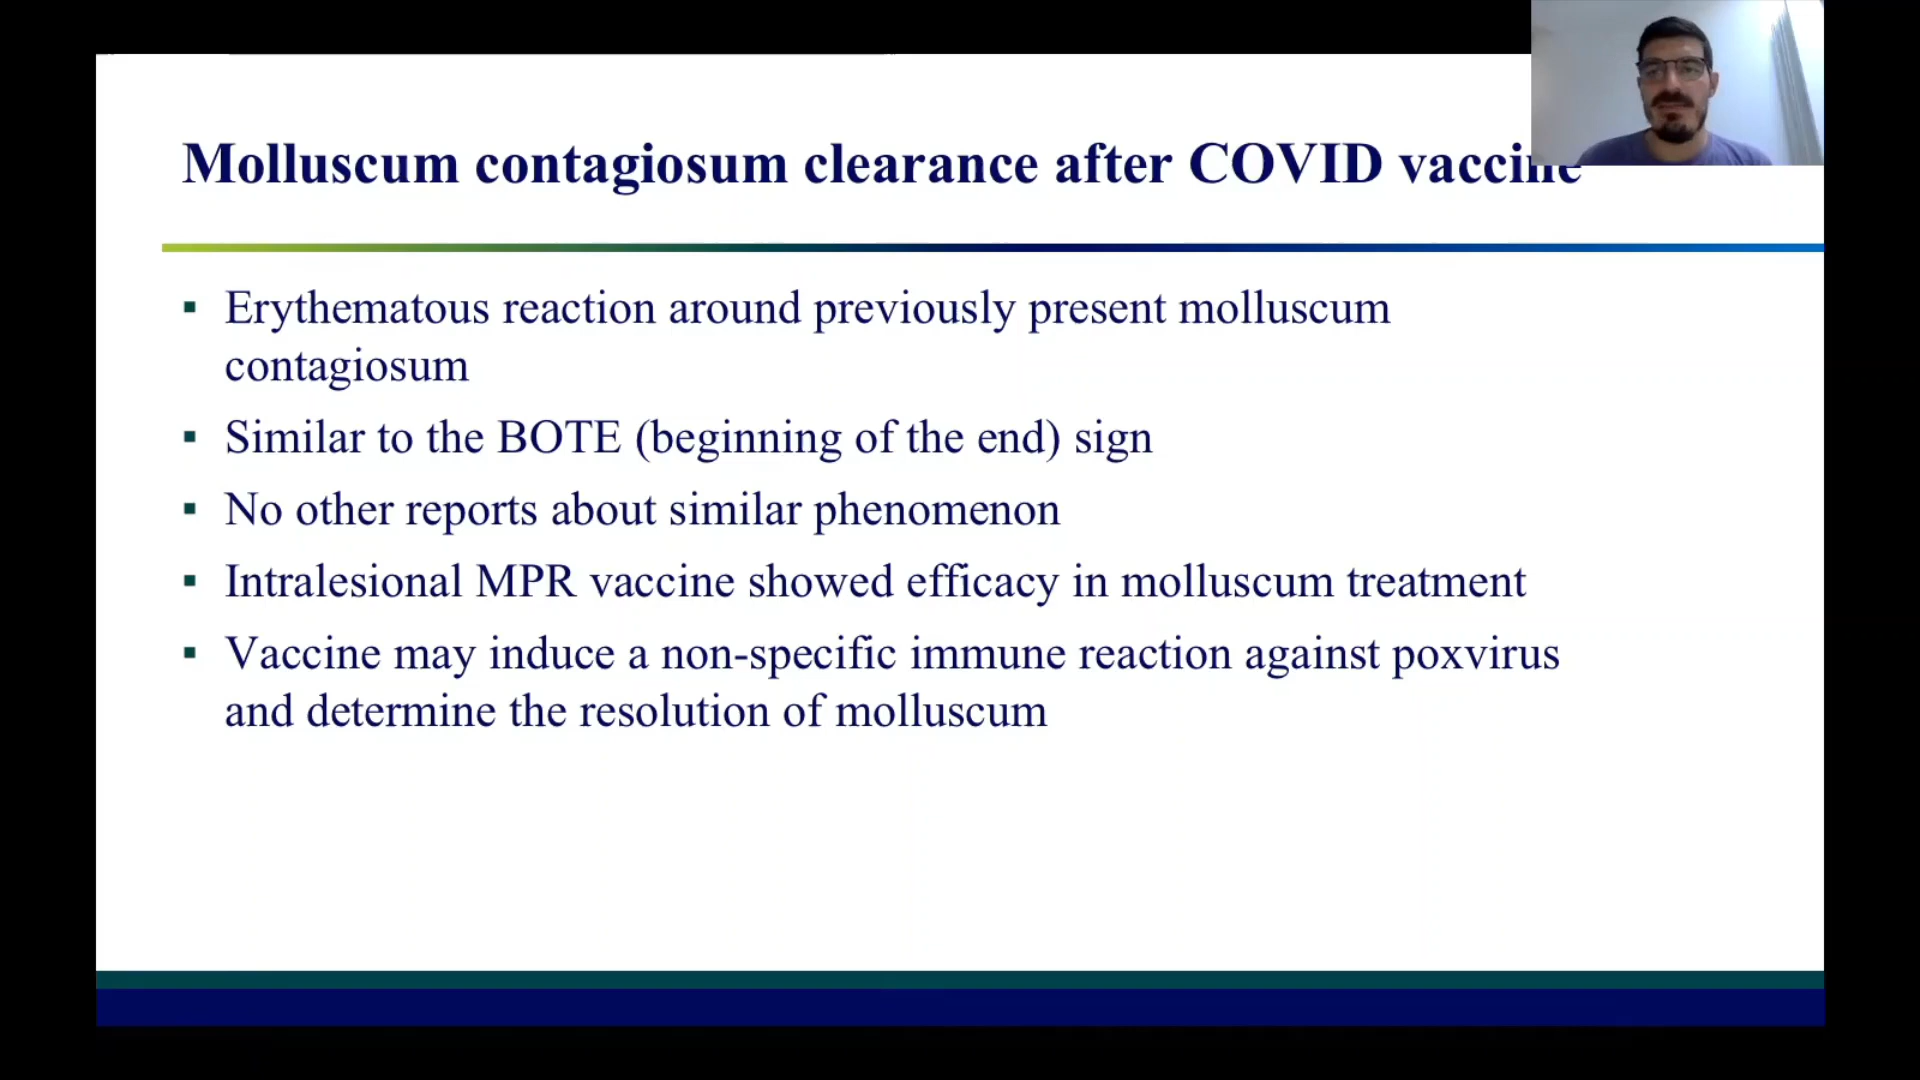 Molluscum contagiosum clearance after COVID vaccine
▪ Erythematous reaction around previously present molluscum
contagiosum
▪ Similar to the BOTE (beginning of the end) sign
▪ No other reports about similar phenomenon
▪ Intralesional MPR vaccine showed efficacy in molluscum treatment
▪ Vaccine may induce a non-specific immune reaction against poxvirus
and determine the resolution of molluscum